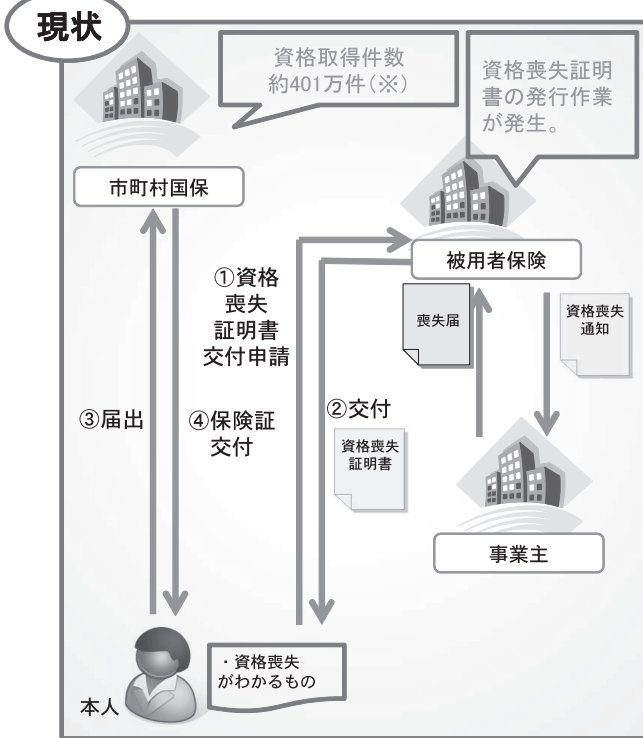 現状
資格取得件数
約401万件(※)
資格喪失証明
書の発行作業
が発生。
市町村国保
被用者保険
①資格
喪失
証明書
交付申請
喪失届
資格喪失
通知
②交付
資格喪失
証明書
③届出
④保険証
交付
事業主
・資格喪失
がわかるもの
本人